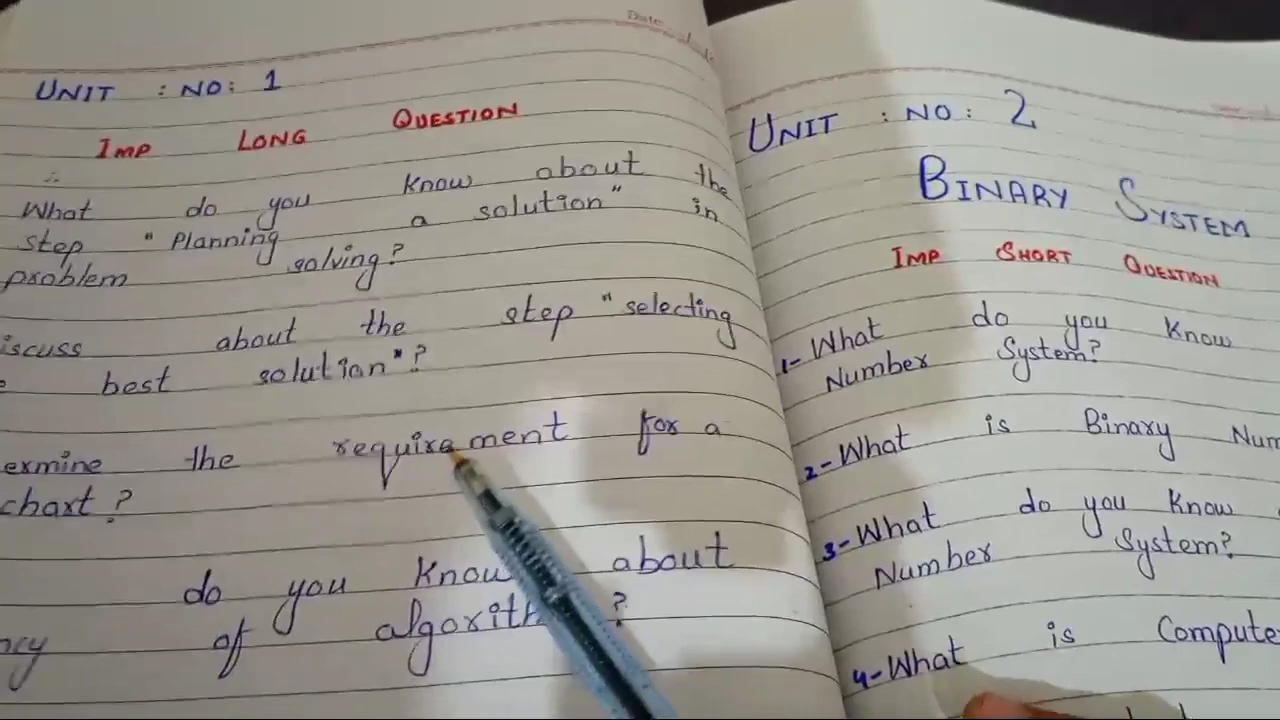 Date
UNIT : NO: 1
IMP LONG QUESTION
What do you know about the
step "Planning a solution" in
problem solving?
iscuss about the step "selecting
best solution"?
ermine the requirement for a
chart?
do you know about
ncy of algorith ?
UNIT : NO: 2
BINARY SYSTEM
IMP SHORT QUESTION
1- What do you know
Number System?
2- What is Binary Num
3- What do you know
Number System?
4- What is Compute